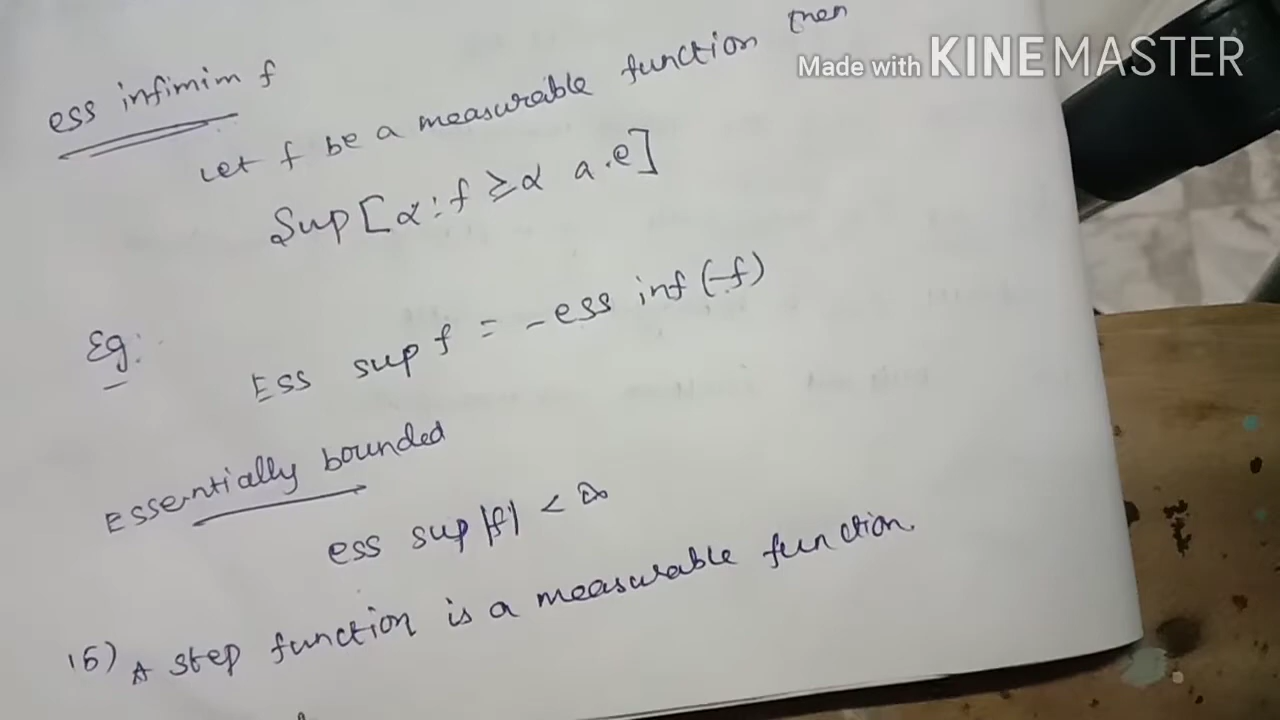 ess infimim f
Let f be a measurable function then
Sup [α : f ≥ α a.e]
Eg:
Ess sup f = - ess inf (-f)
Essentially bounded
ess sup |f| < ∞
15) A step function is a measurable function.
Made with KINEMASTER